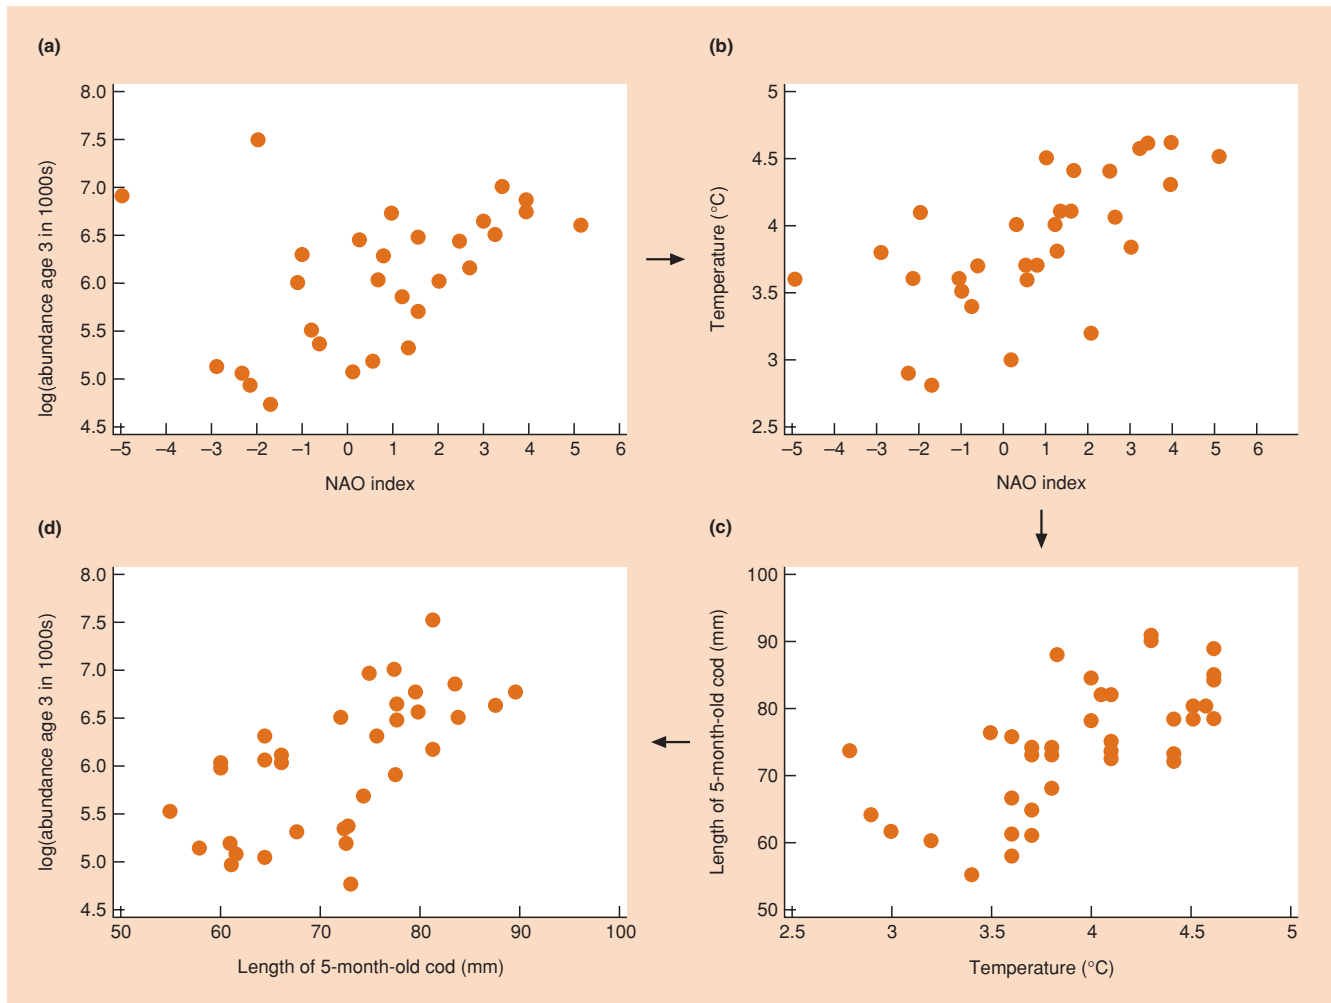 (a)
log(abundance age 3 in 1000s)
8.0
7.5
7.0
6.5
6.0
5.5
5.0
4.5
–5 –4 –3 –2 –1 0 1 2 3 4 5 6
NAO index
(b)
Temperature (°C)
5
4.5
4
3.5
3
2.5
–5 –4 –3 –2 –1 0 1 2 3 4 5 6
NAO index
(d)
log(abundance age 3 in 1000s)
8.0
7.5
7.0
6.5
6.0
5.5
5.0
4.5
50 60 70 80 90 100
Length of 5-month-old cod (mm)
(c)
Length of 5-month-old cod (mm)
100
90
80
70
60
50
2.5 3 3.5 4 4.5 5
Temperature (°C)